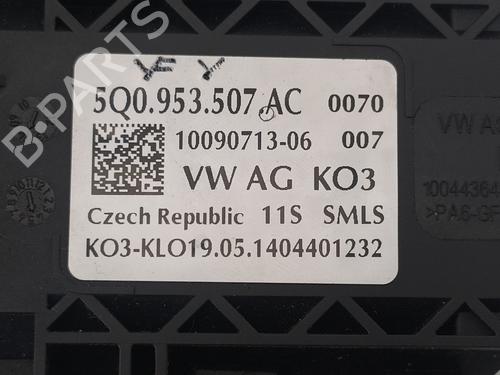 B-PARTS
5Q0.953.507.AC 0070
10090713-06 007
VW AG KO3
Czech Republic 11S SMLS
KO3-KLO19.05.1404401232
VW A
10044364
>PA6-GF